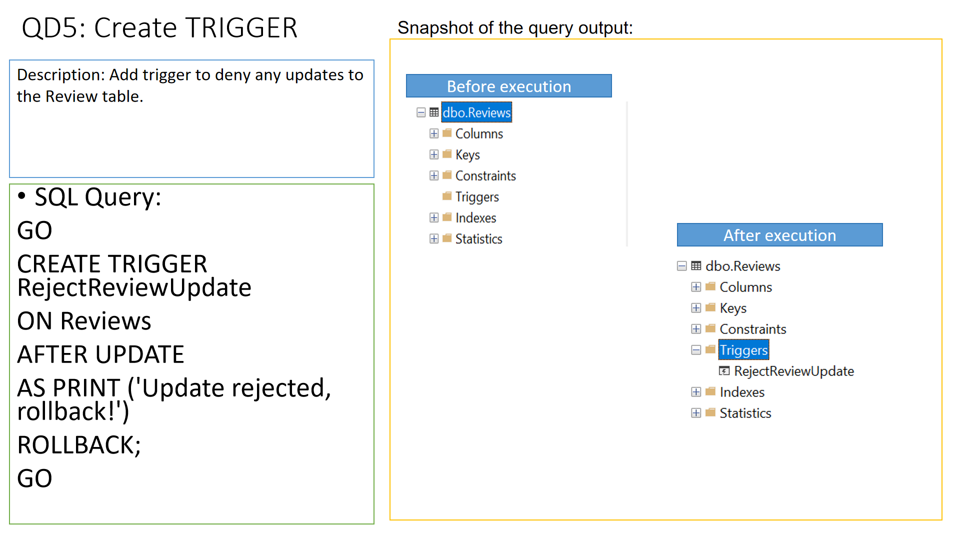 QD5: Create TRIGGER
Description: Add trigger to deny any updates to
the Review table.
• SQL Query:
GO
CREATE TRIGGER
RejectReviewUpdate
ON Reviews
AFTER UPDATE
AS PRINT ('Update rejected,
rollback!')
ROLLBACK;
GO
Snapshot of the query output:
Before execution
dbo.Reviews
Columns
Keys
Constraints
Triggers
Indexes
Statistics
After execution
dbo.Reviews
Columns
Keys
Constraints
Triggers
RejectReviewUpdate
Indexes
Statistics